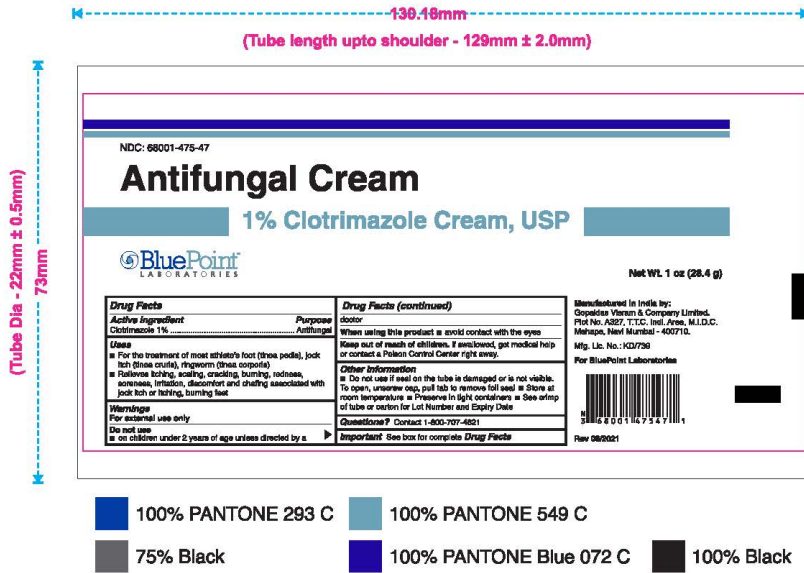 130.18mm
(Tube length upto shoulder - 129mm ± 2.0mm)
(Tube Dia - 22mm ± 0.5mm)
73mm
NDC: 68001-475-47
Antifungal Cream
1% Clotrimazole Cream, USP
BluePoint™
LABORATORIES
Net Wt. 1 oz (28.4 g)
Drug Facts
Active ingredient Purpose
Clotrimazole 1% ........ Antifungal
Uses
■ For the treatment of most athlete's foot (tinea pedis), jock
itch (tinea cruris), ringworm (tinea corporis)
■ Relieves itching, scaling, cracking, burning, redness,
soreness, irritation, discomfort and chafing associated with
jock itch or itching, burning feet
Warnings
For external use only
Do not use
■ on children under 2 years of age unless directed by a
Drug Facts (continued)
doctor
When using this product ■ avoid contact with the eyes
Keep out of reach of children. If swallowed, get medical help
or contact a Poison Control Center right away.
Other information
■ Do not use if seal on the tube is damaged or is not visible.
To open, unscrew cap, pull tab to remove foil seal ■ Store at
room temperature ■ Preserve in tight containers ■ See crimp
of tube or carton for Lot Number and Expiry Date
Questions? Contact 1-800-707-4621
Important See box for complete Drug Facts
Manufactured in India by:
Gopaldas Visram & Company Limited.
Plot No. A327, T.T.C. Indl. Area, M.I.D.C.
Mahape, Navi Mumbai - 400710.
Mfg. Lic. No.: KD/739
For BluePoint Laboratories
N
3 68001 47547 1
Rev 08/2021
100% PANTONE 293 C
100% PANTONE 549 C
75% Black
100% PANTONE Blue 072 C
100% Black